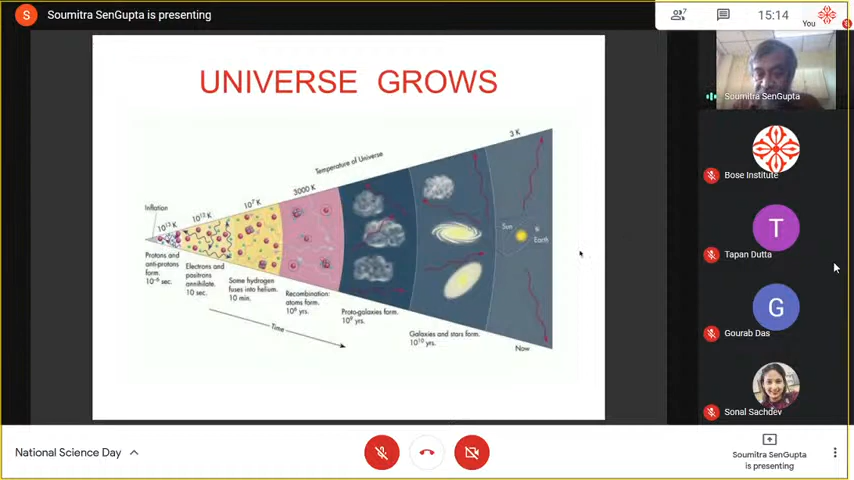 S
Soumitra SenGupta is presenting
7
15:14
You
UNIVERSE GROWS
Temperature of Universe
3 K
3000 K
10⁷ K
10¹² K
10¹³ K
Inflation
Sun
Earth
Protons and
anti-protons
form.
10⁻⁶ sec.
Electrons and
positrons
annihilate.
10 sec.
Some hydrogen
fuses into helium.
10 min.
Recombination:
atoms form.
10⁶ yrs.
Proto-galaxies form.
10⁹ yrs.
Galaxies and stars form.
10¹⁰ yrs.
Now
Time
Soumitra SenGupta
Bose Institute
T
Tapan Dutta
G
Gourab Das
Sonal Sachdev
National Science Day
Soumitra SenGupta
is presenting